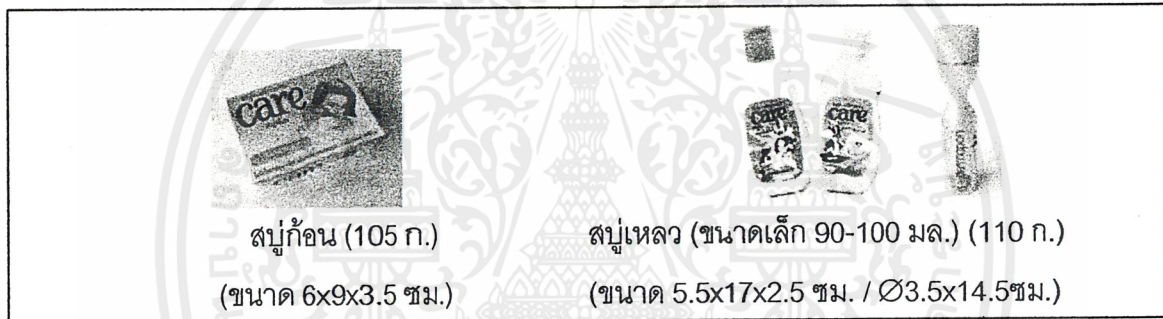 care
care care
สบู่ก้อน (105 ก.)
สบู่เหลว (ขนาดเล็ก 90-100 มล.) (110 ก.)
(ขนาด 6x9x3.5 ซม.)
(ขนาด 5.5x17x2.5 ซม. / Ø3.5x14.5ซม.)